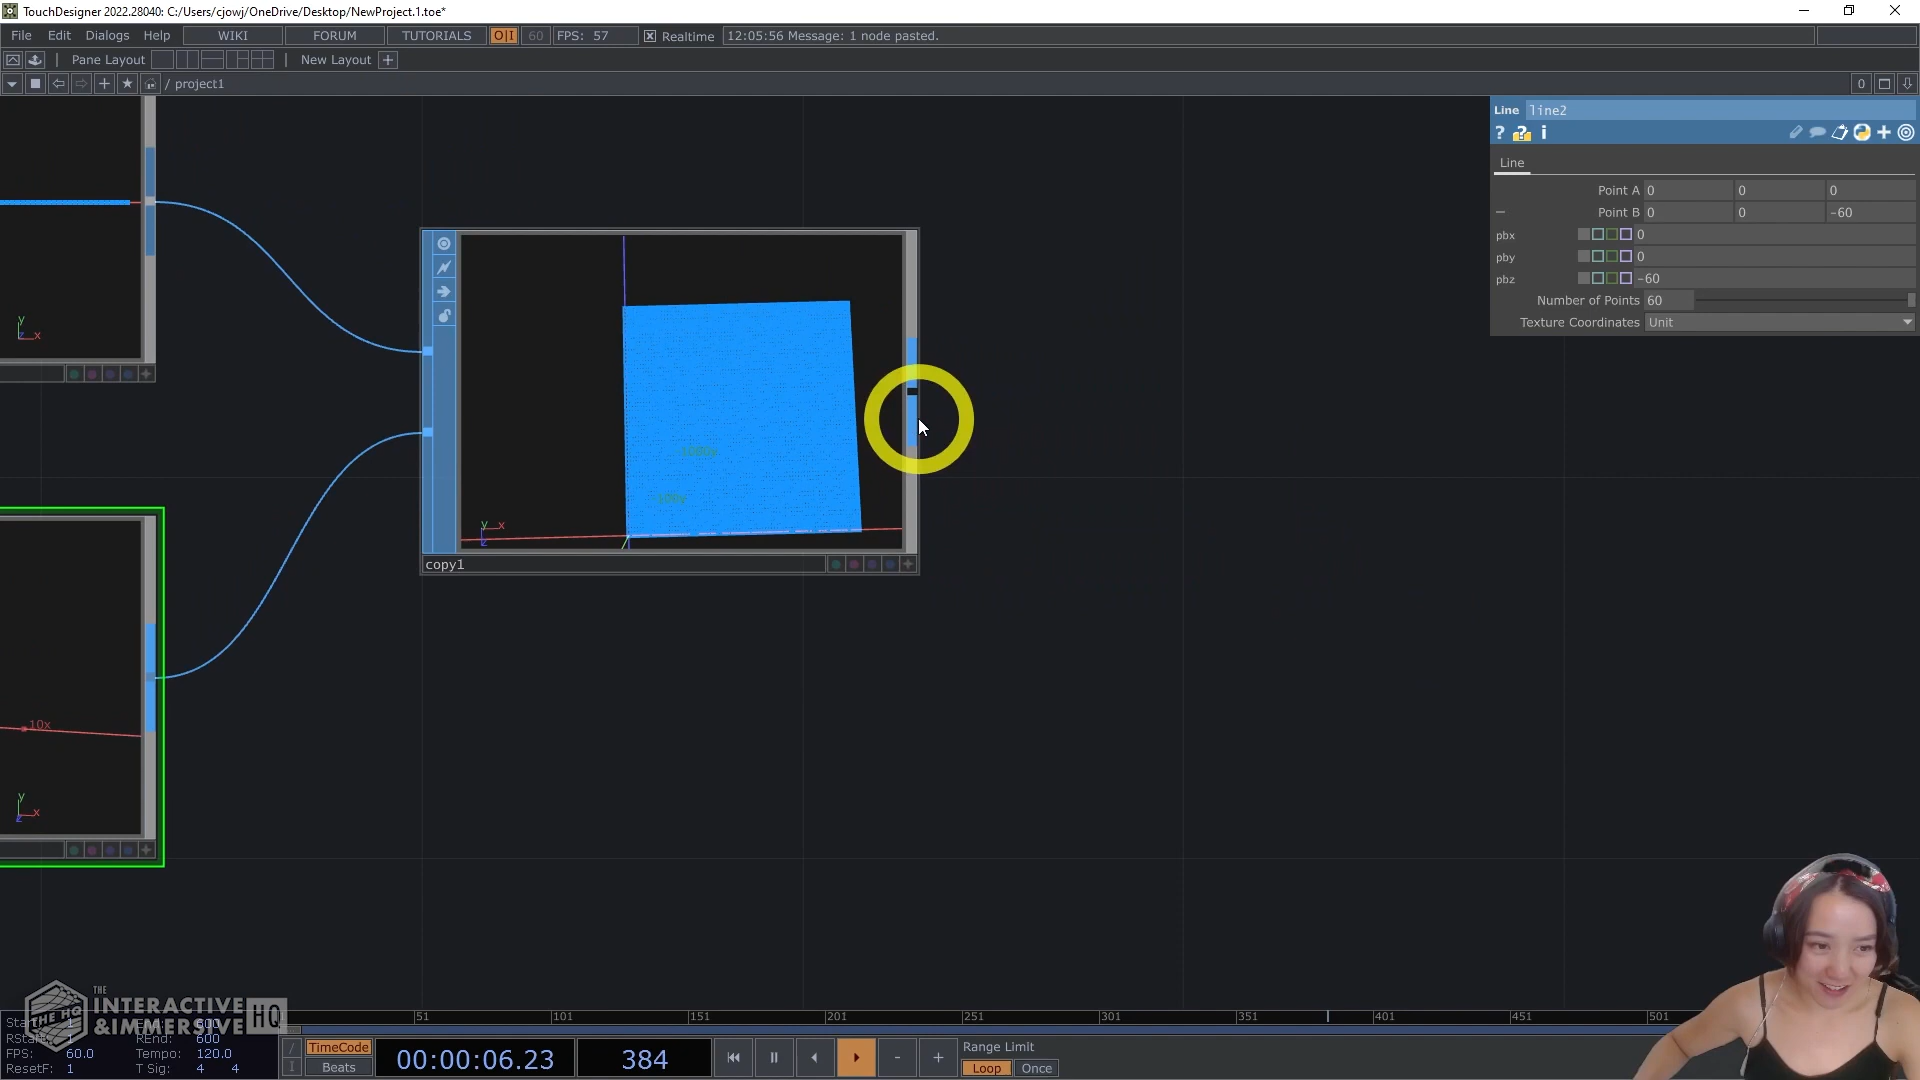 TouchDesigner 2022.28040: C:/Users/cjowj/OneDrive/Desktop/NewProject.1.toe*
File Edit Dialogs Help WIKI FORUM TUTORIALS O|I 60 FPS: 57 Realtime 12:05:56 Message: 1 node pasted.
Pane Layout | New Layout +
/ project1 0
Line line2
? ? i
Line
Point A 0 0 0
Point B 0 0 -60
pbx 0
pby 0
pbz -60
Number of Points 60
Texture Coordinates Unit
y
x
y x
z
copy1
10x
y
x
z
THE
INTERACTIVE
& IMMERSIVE HQ
THE HQ
51 101 151 201 251 301 351 401 451 501
600
REnd: 600
FPS: 60.0 Tempo: 120.0
ResetF: 1 T Sig: 4 4
TimeCode
Beats
00:00:06.23 384
Range Limit
Loop Once